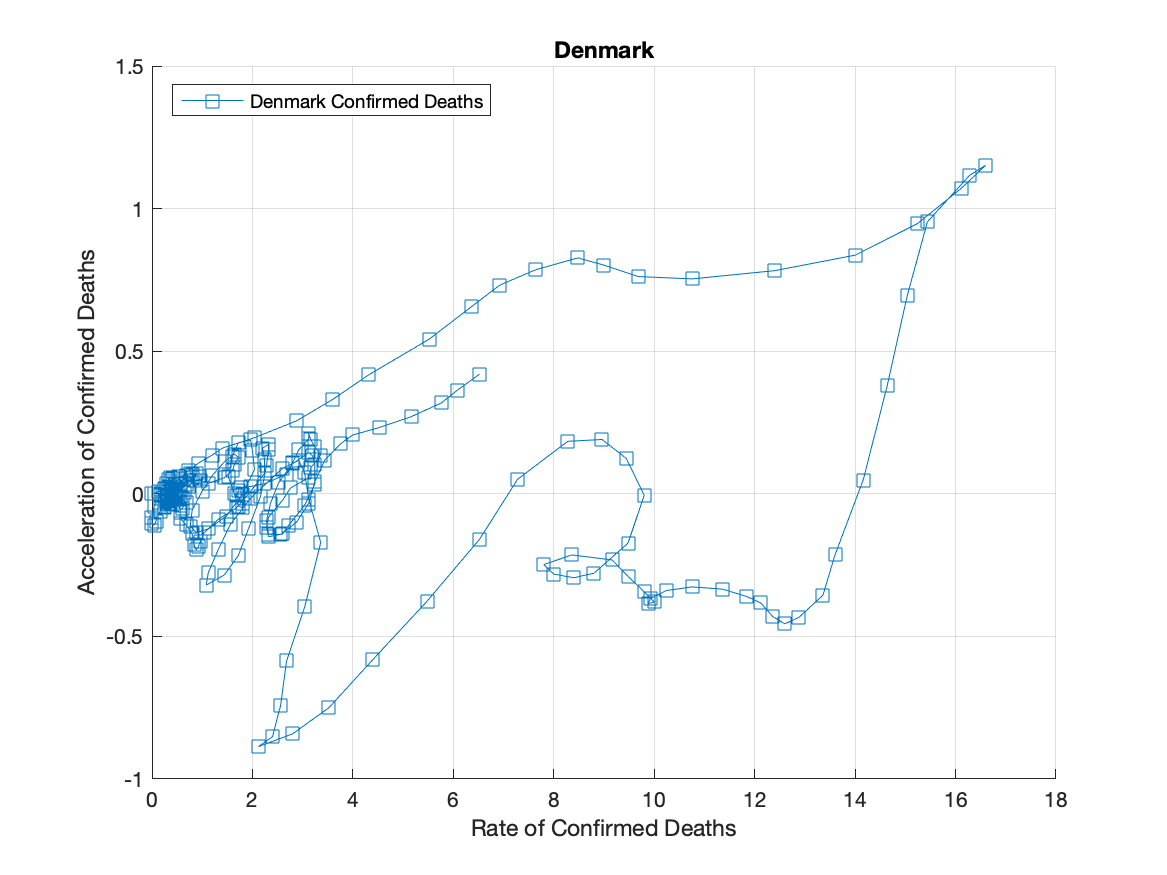 Denmark
1.5
Denmark Confirmed Deaths
1
0.5
0
-0.5
-1
Acceleration of Confirmed Deaths
0 2 4 6 8 10 12 14 16 18
Rate of Confirmed Deaths